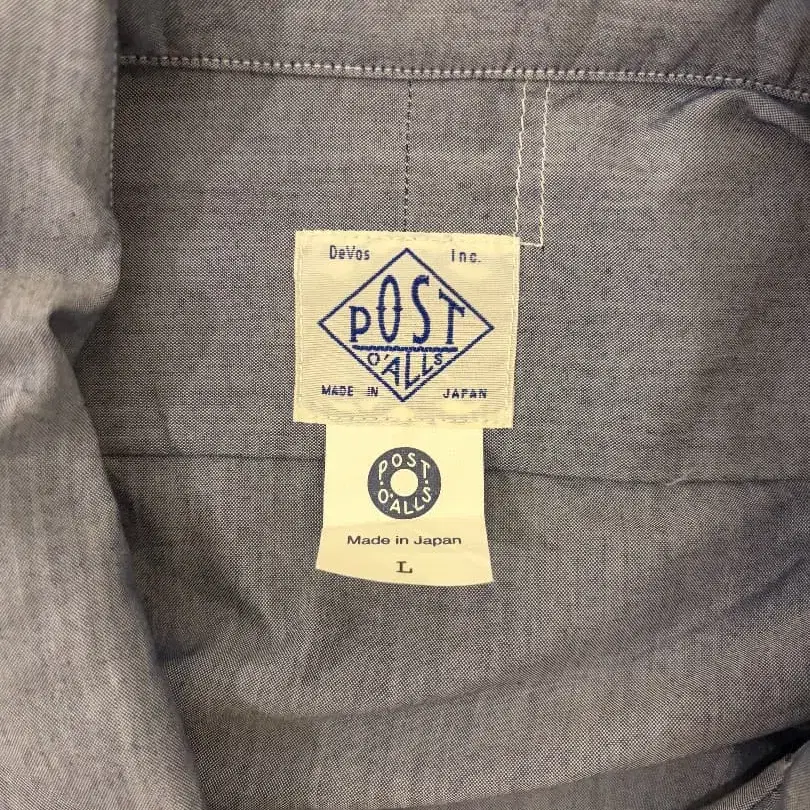 DeVos Inc.
POST
O'ALLS
MADE IN JAPAN
POST
O'ALLS
Made in Japan
L